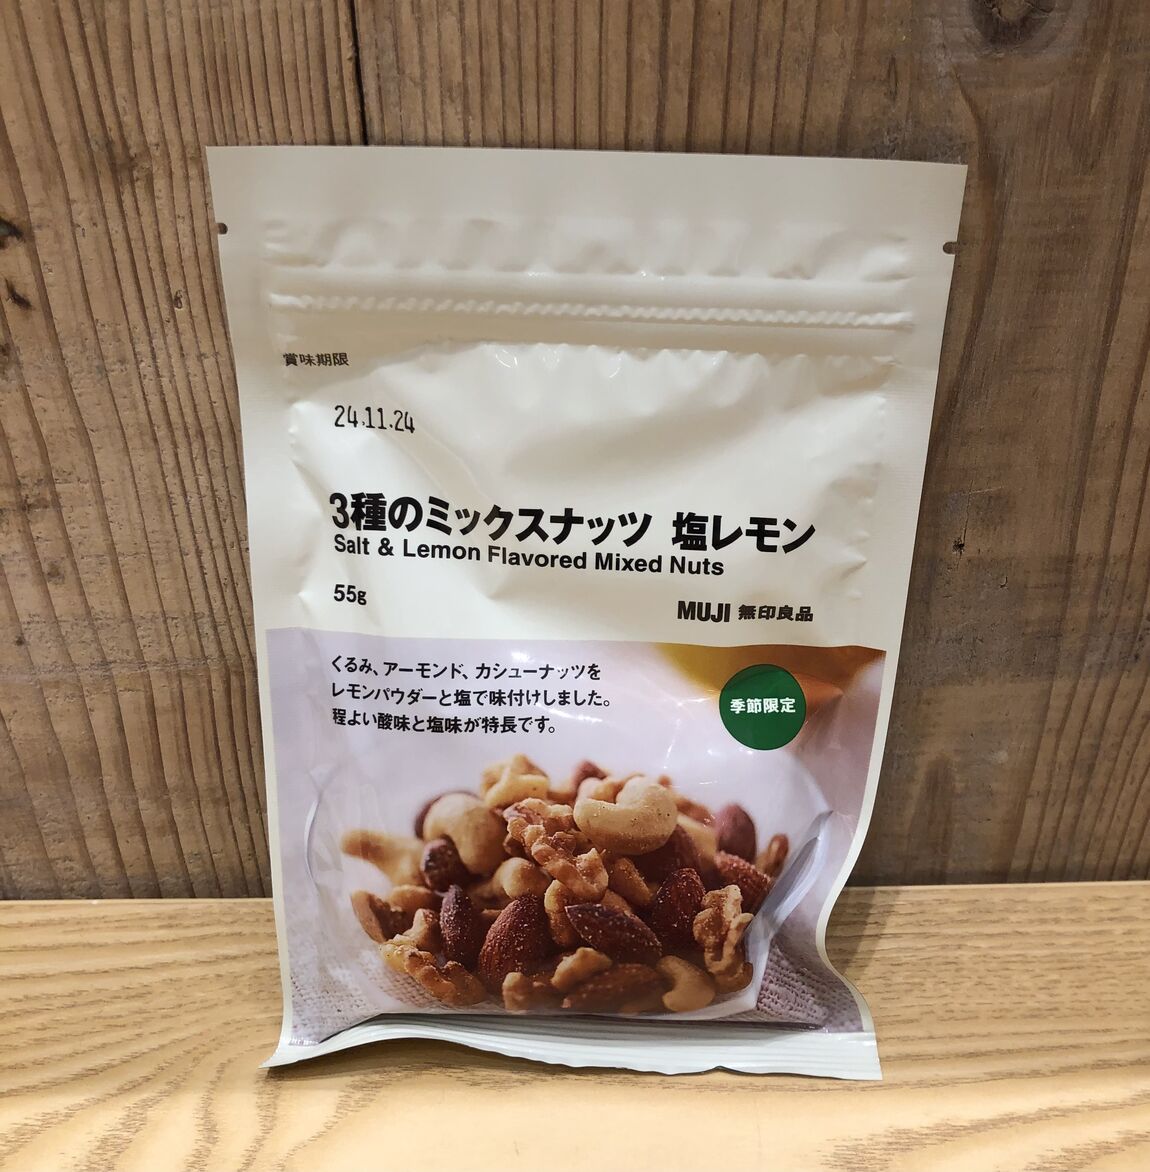 賞味期限
24.11.24
3種のミックスナッツ 塩レモン
Salt & Lemon Flavored Mixed Nuts
55g
MUJI 無印良品
くるみ、アーモンド、カシューナッツを
レモンパウダーと塩で味付けしました。
程よい酸味と塩味が特長です。
季節限定